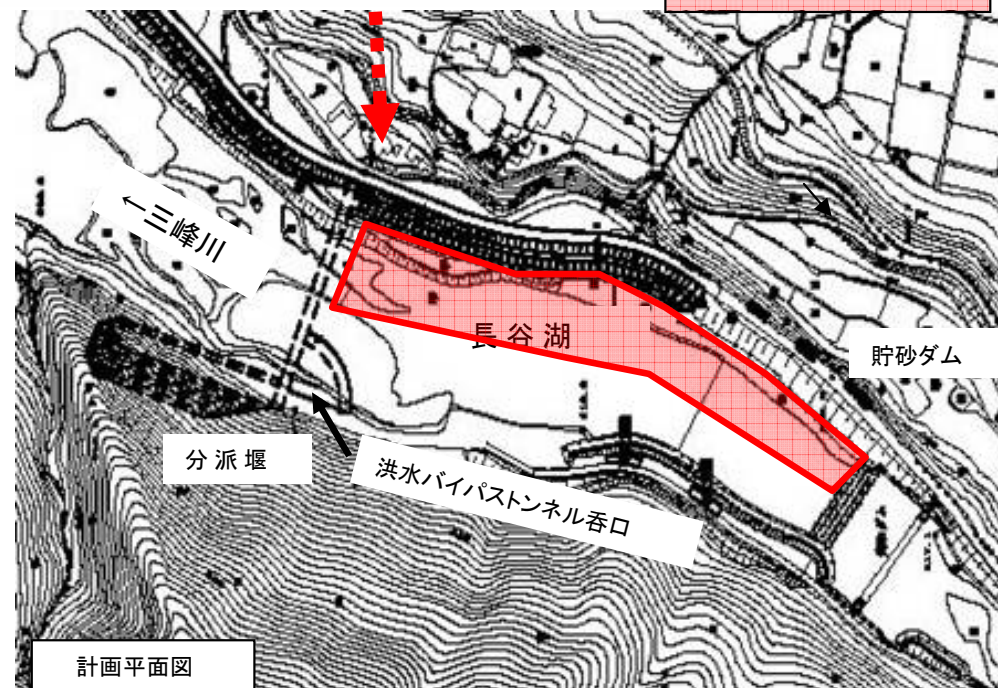 ←三峰川
長谷湖
貯砂ダム
分派堰
洪水バイパストンネル呑口
計画平面図